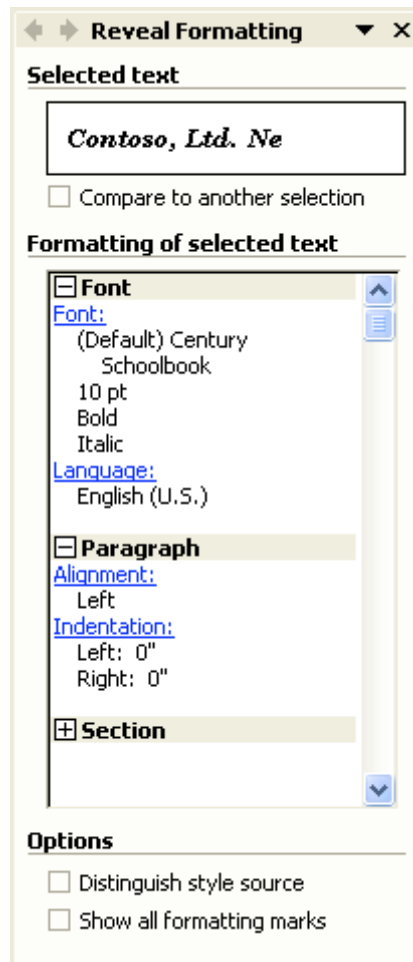 Reveal Formatting
Selected text
Contoso, Ltd. Ne
Compare to another selection
Formatting of selected text
Font
Font:
(Default) Century
Schoolbook
10 pt
Bold
Italic
Language:
English (U.S.)
Paragraph
Alignment:
Left
Indentation:
Left: 0"
Right: 0"
Section
Options
Distinguish style source
Show all formatting marks